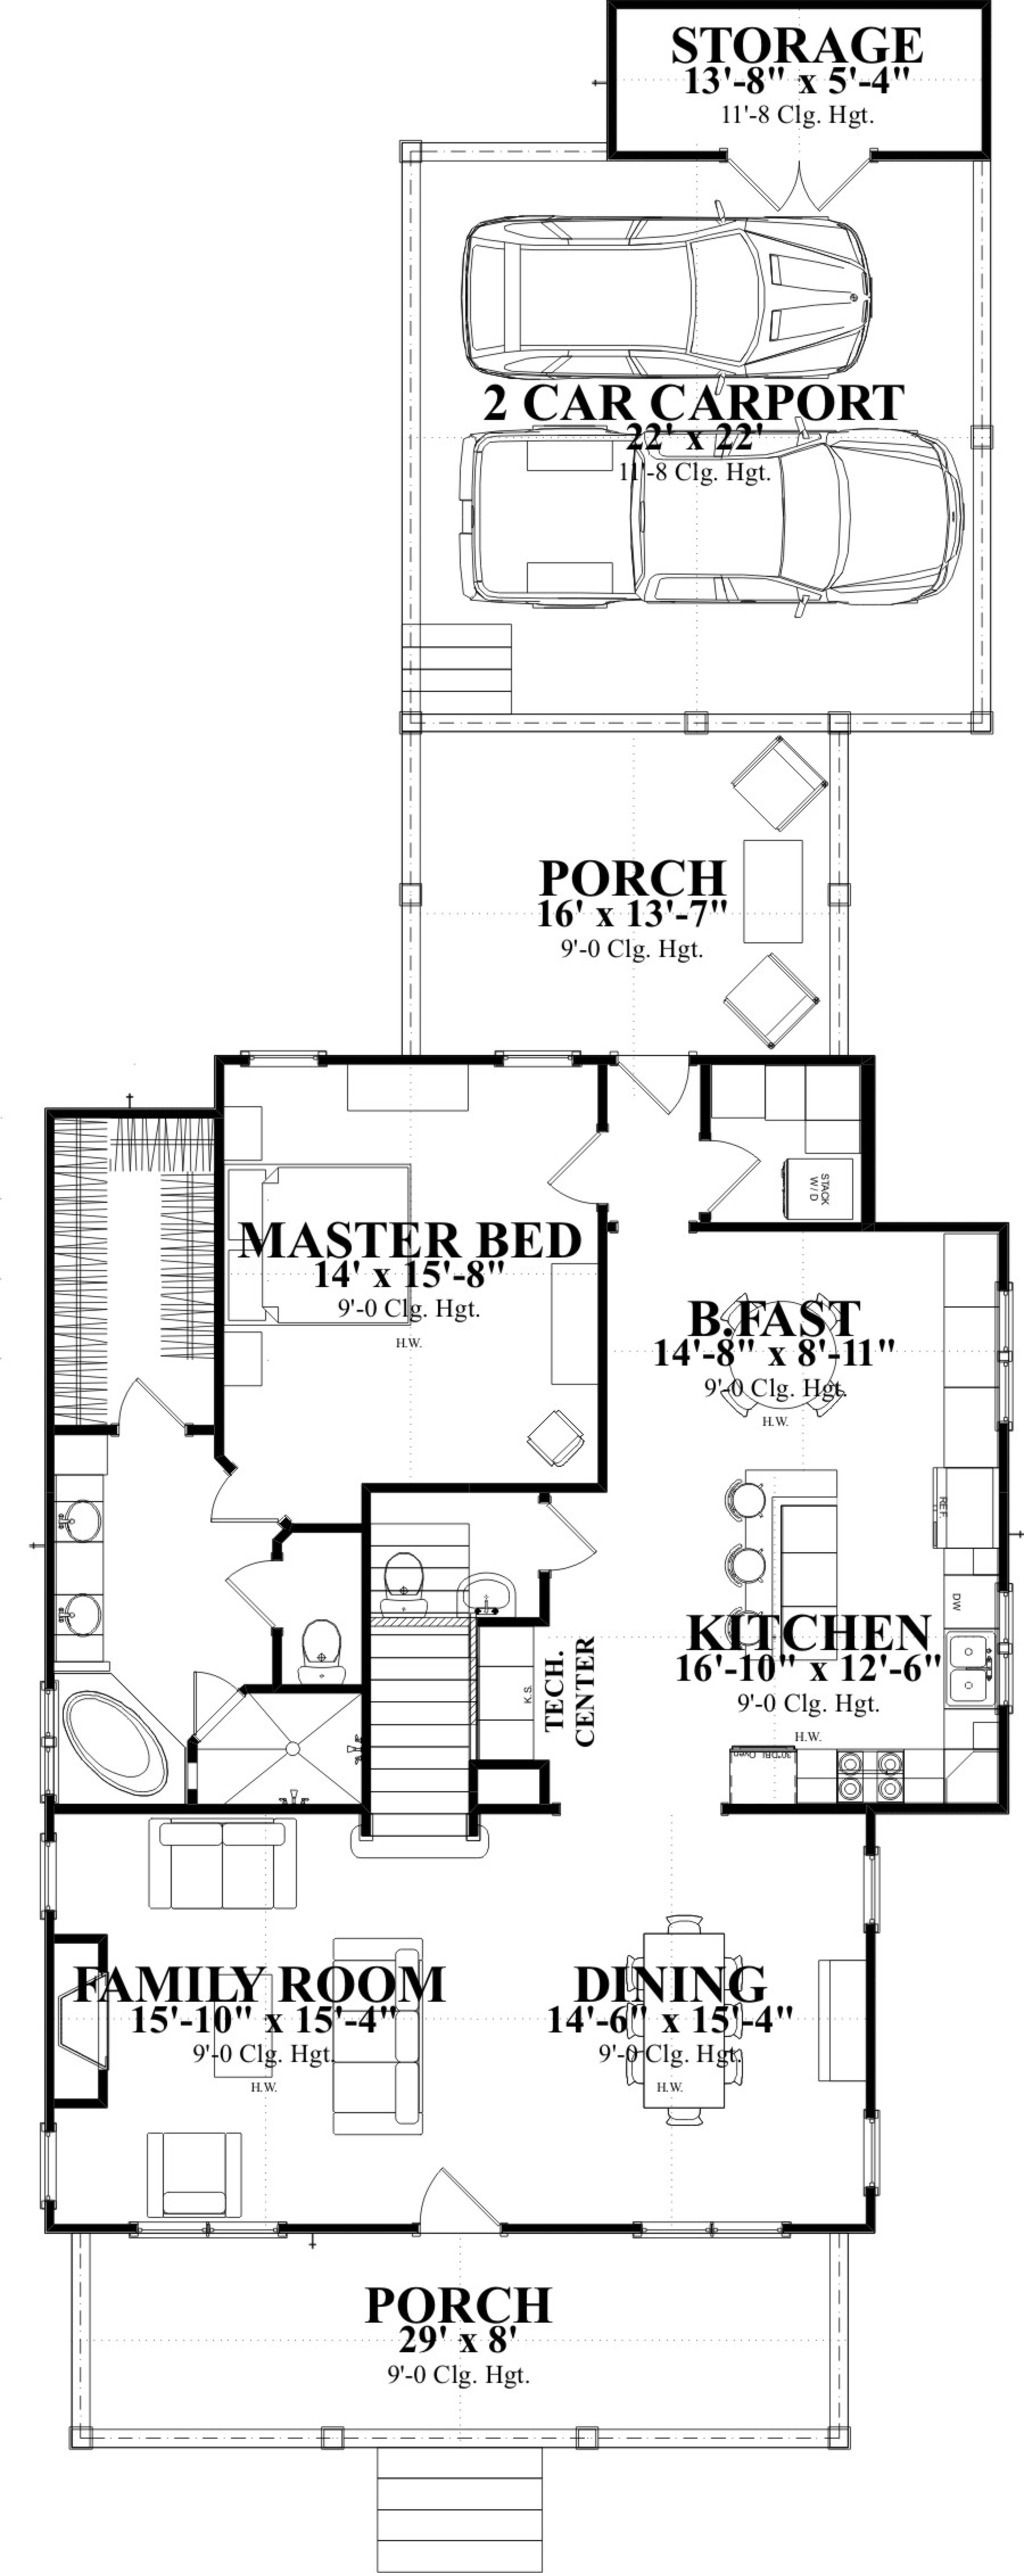 STORAGE
13'-8" x 5'-4"
11'-8 Clg. Hgt.
2 CAR CARPORT
22' x 22'
11'-8 Clg. Hgt.
PORCH
16' x 13'-7"
9'-0 Clg. Hgt.
STACK
W/D
MASTER BED
14' x 15'-8"
9'-0 Clg. Hgt.
H.W.
B.FAST
14'-8" x 8'-11"
9'-0 Clg. Hgt.
H.W.
REF.
DW
KITCHEN
16'-10" x 12'-6"
9'-0 Clg. Hgt.
H.W.
30"DBL
Oven
K.S.
TECH.
CENTER
FAMILY ROOM
15'-10" x 15'-4"
9'-0 Clg. Hgt.
H.W.
DINING
14'-6" x 15'-4"
9'-0 Clg. Hgt.
H.W.
PORCH
29' x 8'
9'-0 Clg. Hgt.